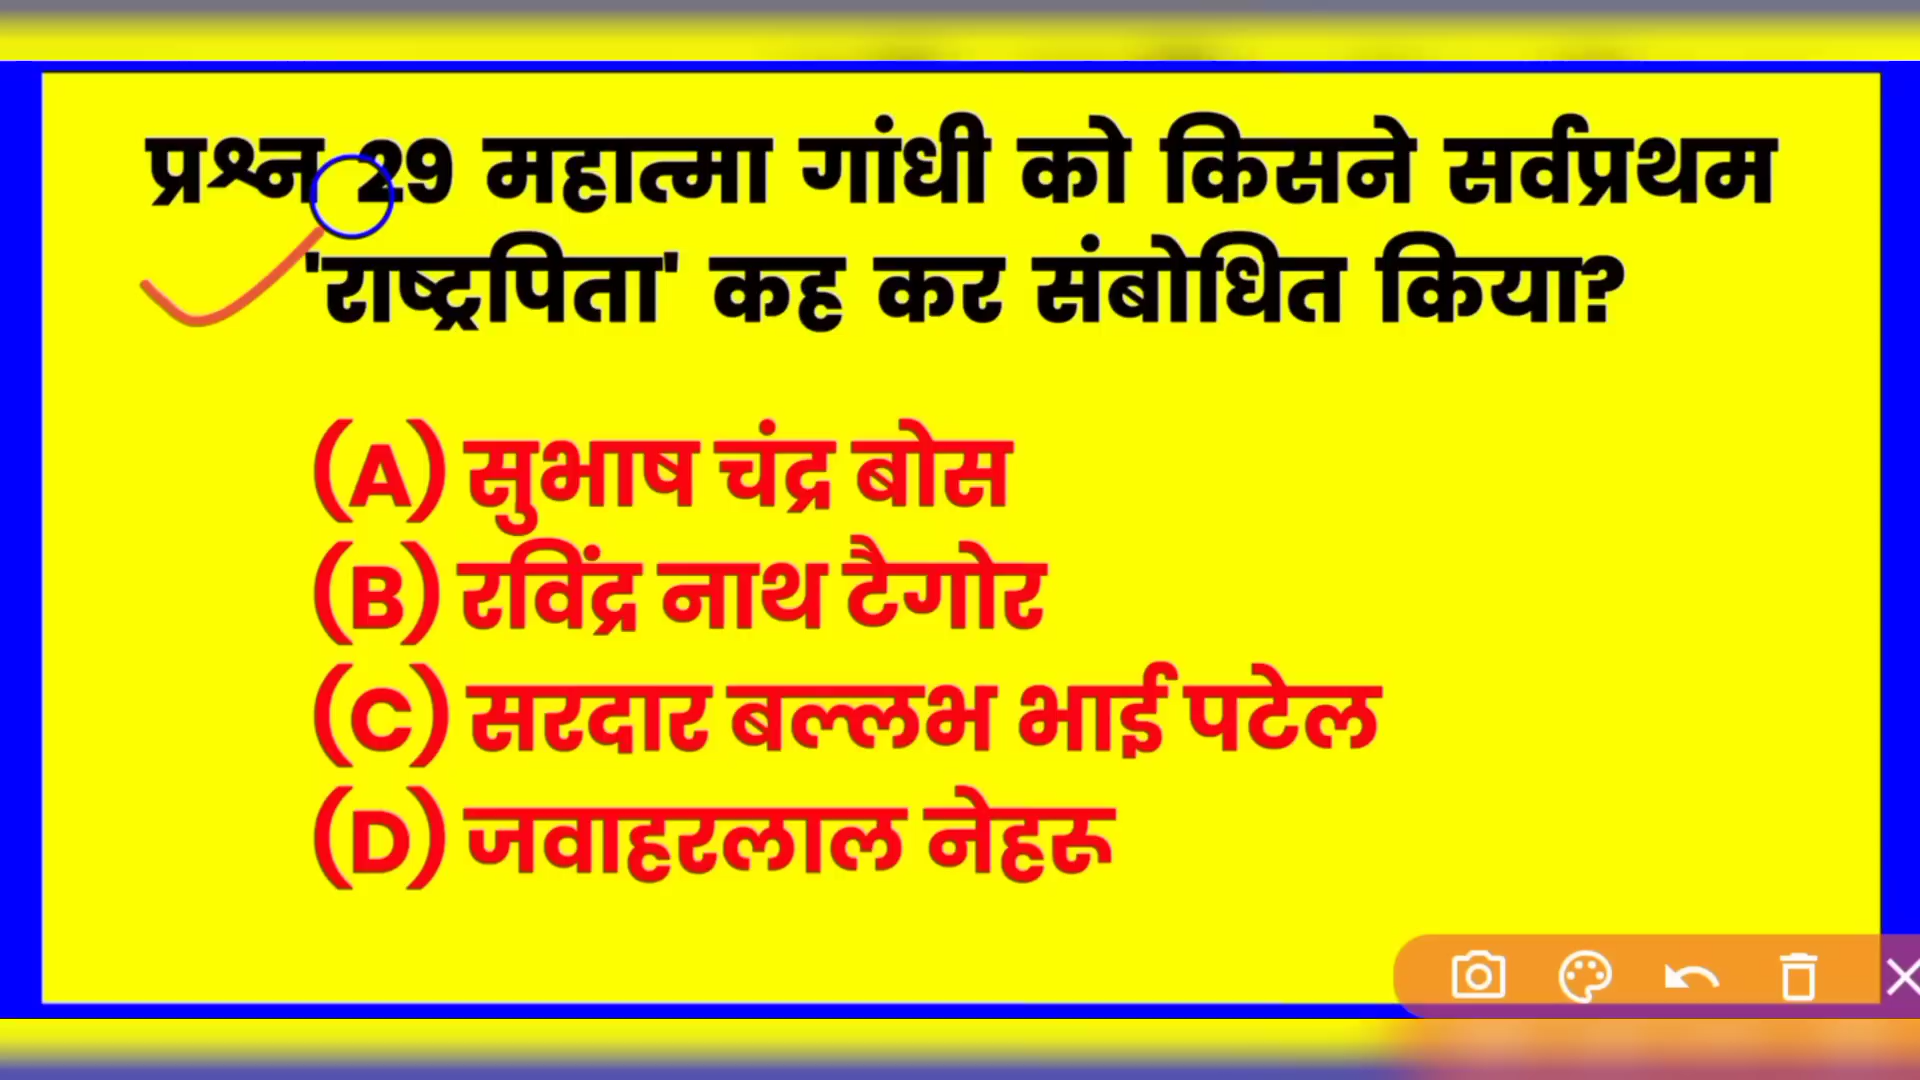 प्रश्न 29 महात्मा गांधी को किसने सर्वप्रथम
'राष्ट्रपिता' कह कर संबोधित किया?
(A) सुभाष चंद्र बोस
(B) रविंद्र नाथ टैगोर
(C) सरदार बल्लभ भाई पटेल
(D) जवाहरलाल नेहरू